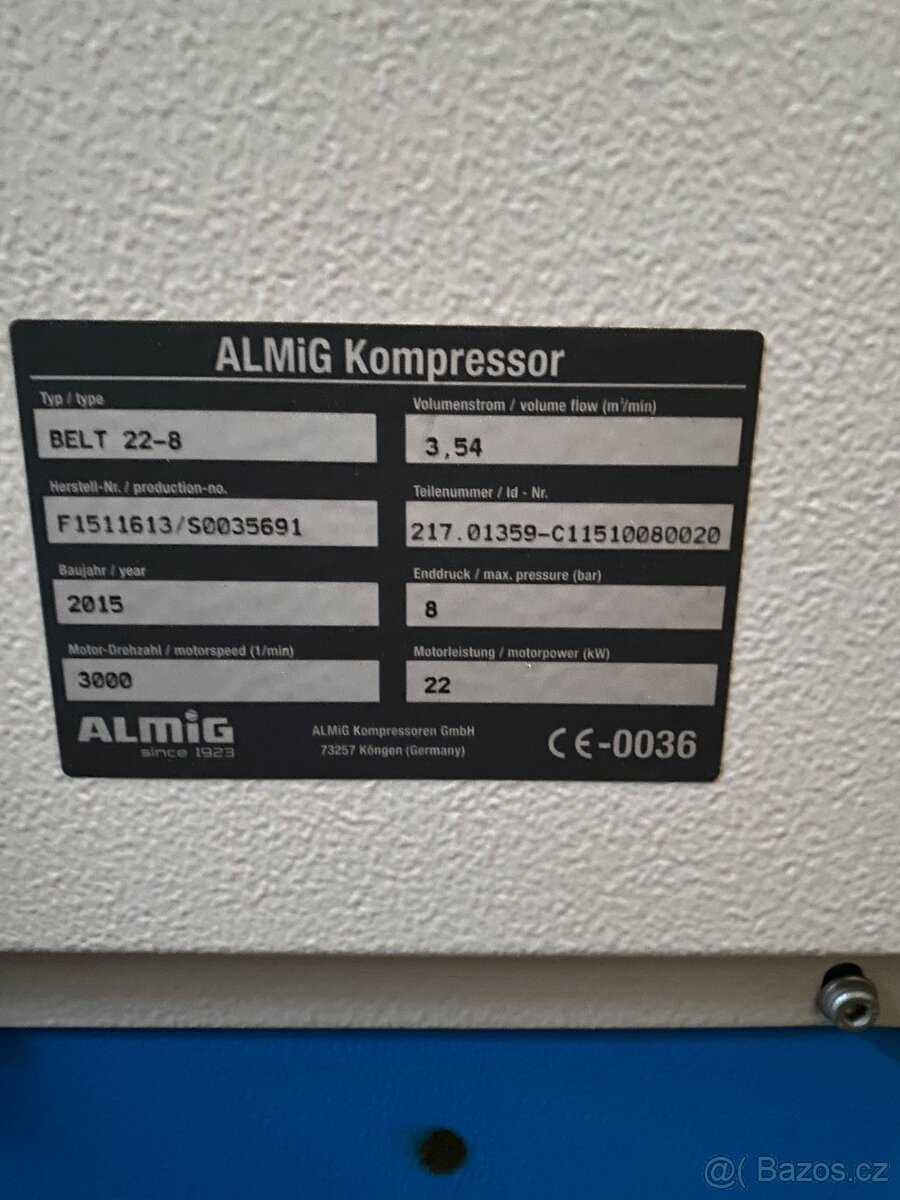 ALMiG Kompressor
Typ / type
BELT 22-8
Volumenstrom / volume flow (m³/min)
3,54
Herstell-Nr. / production-no.
F1511613/S0035691
Teilenummer / Id - Nr.
217.01359-C11510080020
Baujahr / year
2015
Enddruck / max. pressure (bar)
8
Motor-Drehzahl / motorspeed (1/min)
3000
Motorleistung / motorpower (kW)
22
ALMiG
since 1923
ALMiG Kompressoren GmbH
73257 Köngen (Germany)
CE-0036
@( Bazos.cz